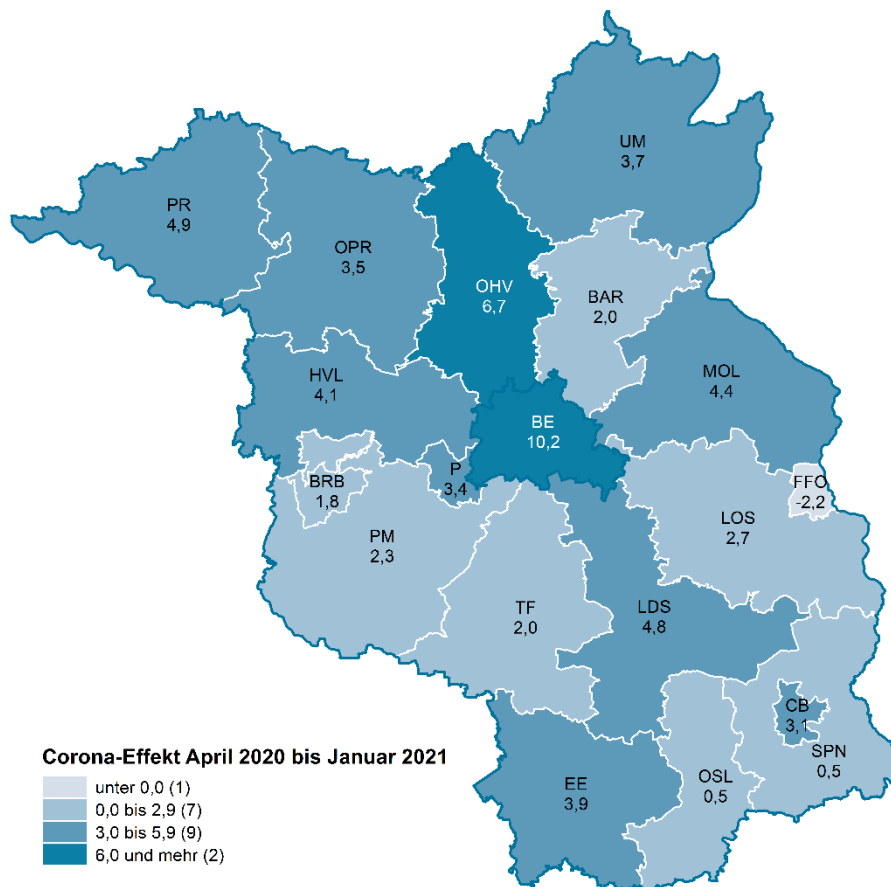 UM
3,7
PR
4,9
OPR
3,5
OHV
6,7
BAR
2,0
HVL
4,1
MOL
4,4
BE
10,2
P
3,4
BRB
1,8
FFO
-2,2
LOS
2,7
PM
2,3
TF
2,0
LDS
4,8
CB
3,1
SPN
0,5
EE
3,9
OSL
0,5
Corona-Effekt April 2020 bis Januar 2021
unter 0,0 (1)
0,0 bis 2,9 (7)
3,0 bis 5,9 (9)
6,0 und mehr (2)